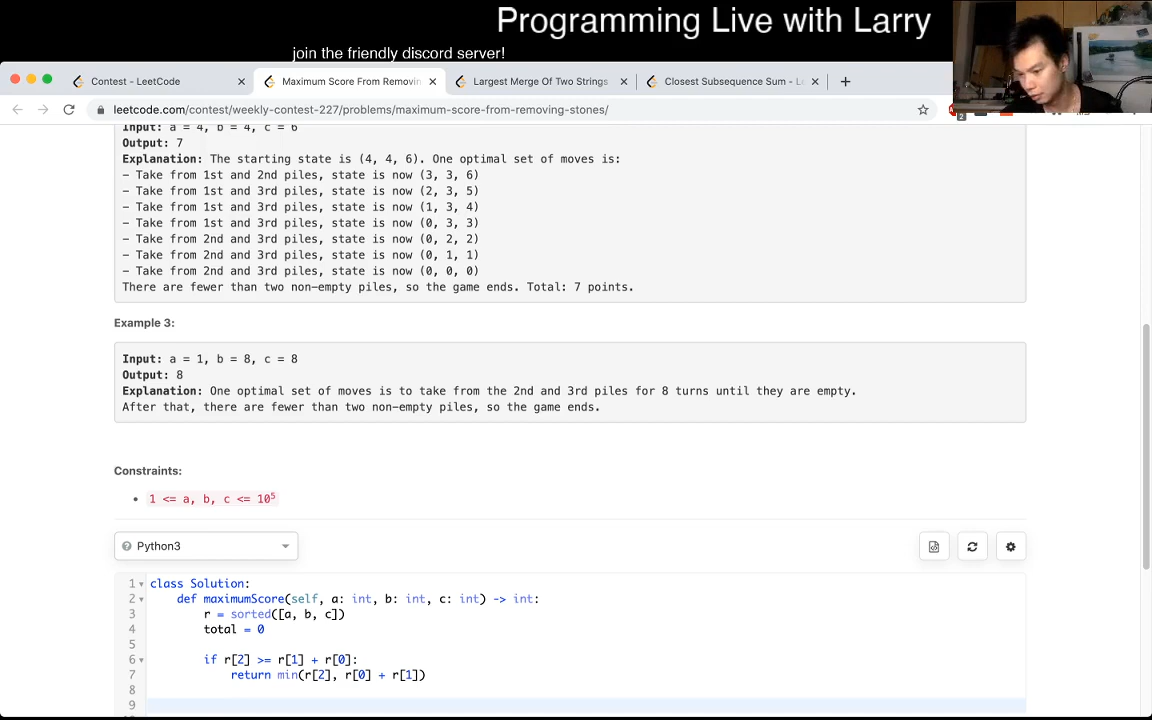 Programming Live with Larry
join the friendly discord server!
Contest - LeetCode
Maximum Score From Removin
Largest Merge Of Two Strings
Closest Subsequence Sum - Le
leetcode.com/contest/weekly-contest-227/problems/maximum-score-from-removing-stones/
2
Input: a = 4, b = 4, c = 6
Output: 7
Explanation: The starting state is (4, 4, 6). One optimal set of moves is:
- Take from 1st and 2nd piles, state is now (3, 3, 6)
- Take from 1st and 3rd piles, state is now (2, 3, 5)
- Take from 1st and 3rd piles, state is now (1, 3, 4)
- Take from 1st and 3rd piles, state is now (0, 3, 3)
- Take from 2nd and 3rd piles, state is now (0, 2, 2)
- Take from 2nd and 3rd piles, state is now (0, 1, 1)
- Take from 2nd and 3rd piles, state is now (0, 0, 0)
There are fewer than two non-empty piles, so the game ends. Total: 7 points.
Example 3:
Input: a = 1, b = 8, c = 8
Output: 8
Explanation: One optimal set of moves is to take from the 2nd and 3rd piles for 8 turns until they are empty.
After that, there are fewer than two non-empty piles, so the game ends.
Constraints:
• 1 <= a, b, c <= 10⁵
Python3
1 class Solution:
2 def maximumScore(self, a: int, b: int, c: int) -> int:
3 r = sorted([a, b, c])
4 total = 0
5
6 if r[2] >= r[1] + r[0]:
7 return min(r[2], r[0] + r[1])
8
9